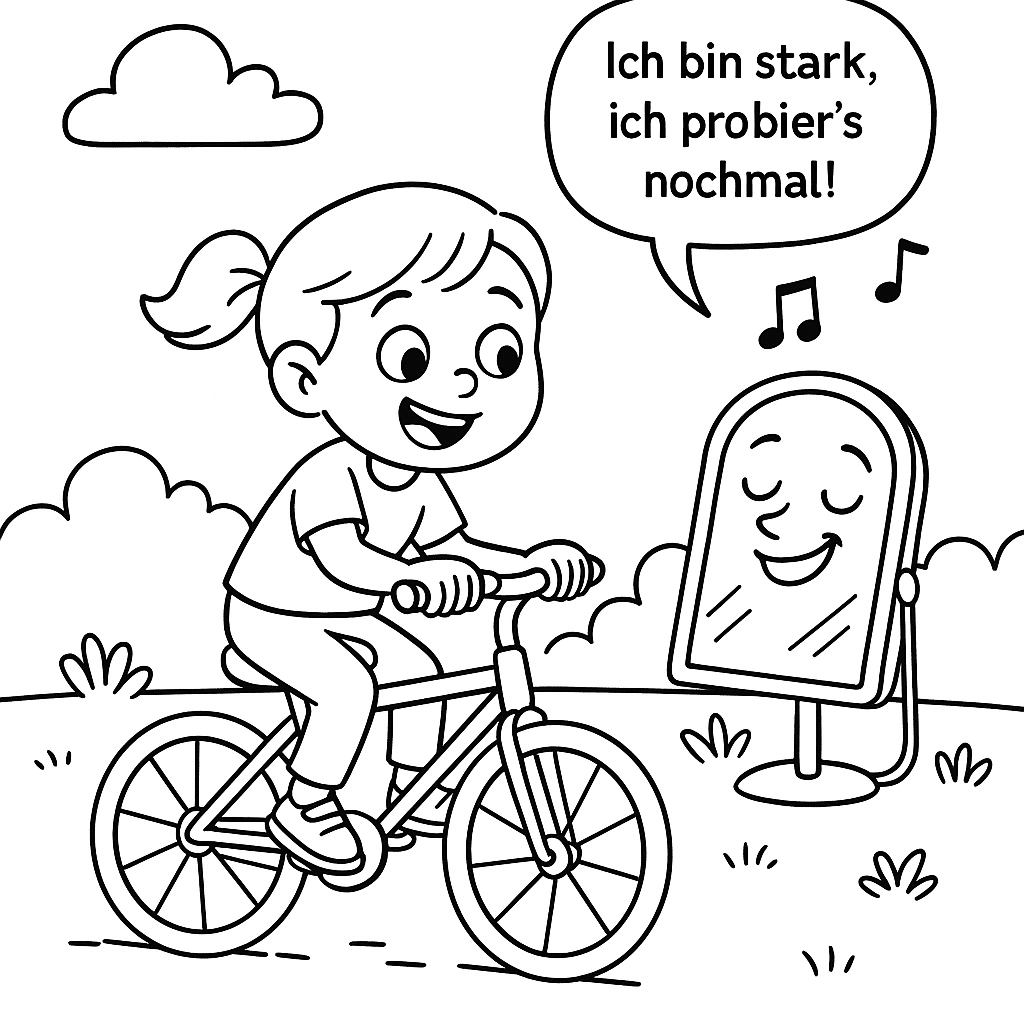 Ich bin stark,
ich probier's
nochmal!